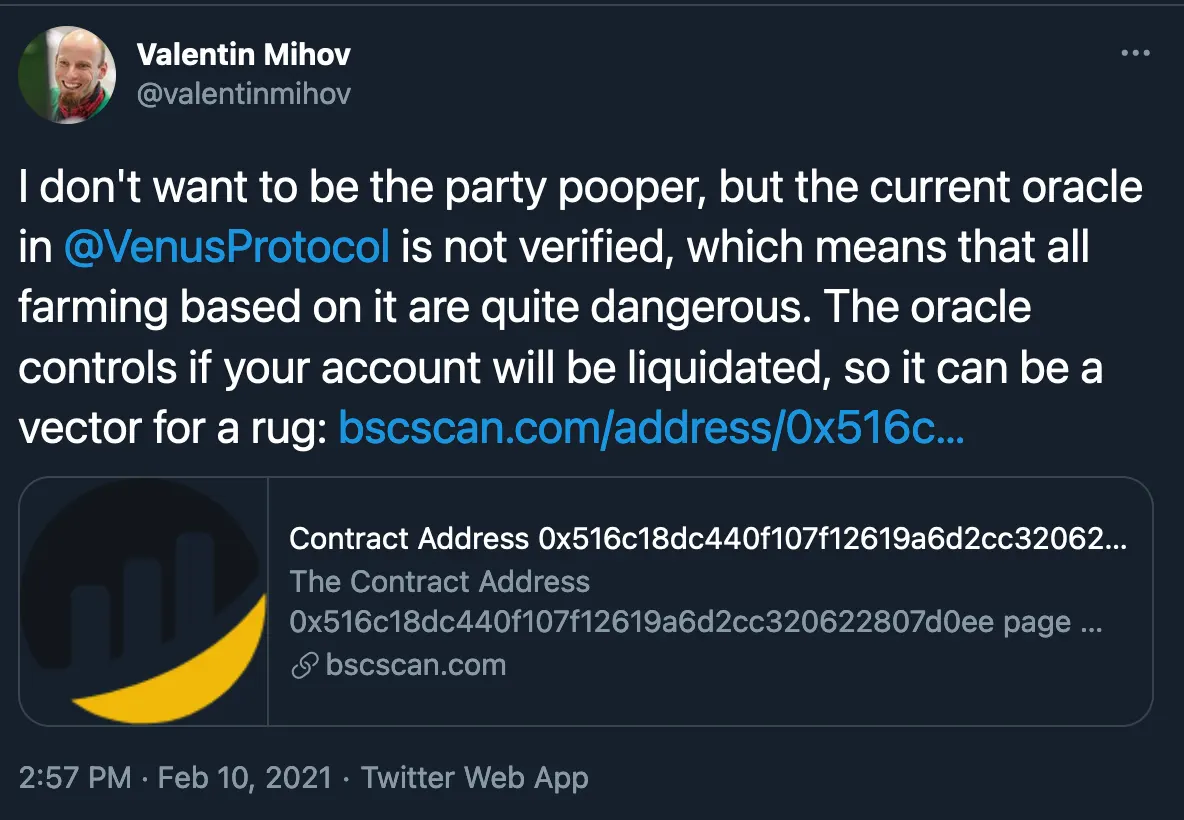 Valentin Mihov
@valentinmihov
I don't want to be the party pooper, but the current oracle
in @VenusProtocol is not verified, which means that all
farming based on it are quite dangerous. The oracle
controls if your account will be liquidated, so it can be a
vector for a rug: bscscan.com/address/0x516c...
Contract Address 0x516c18dc440f107f12619a6d2cc32062...
The Contract Address
0x516c18dc440f107f12619a6d2cc320622807d0ee page ...
bscscan.com
2:57 PM · Feb 10, 2021 · Twitter Web App